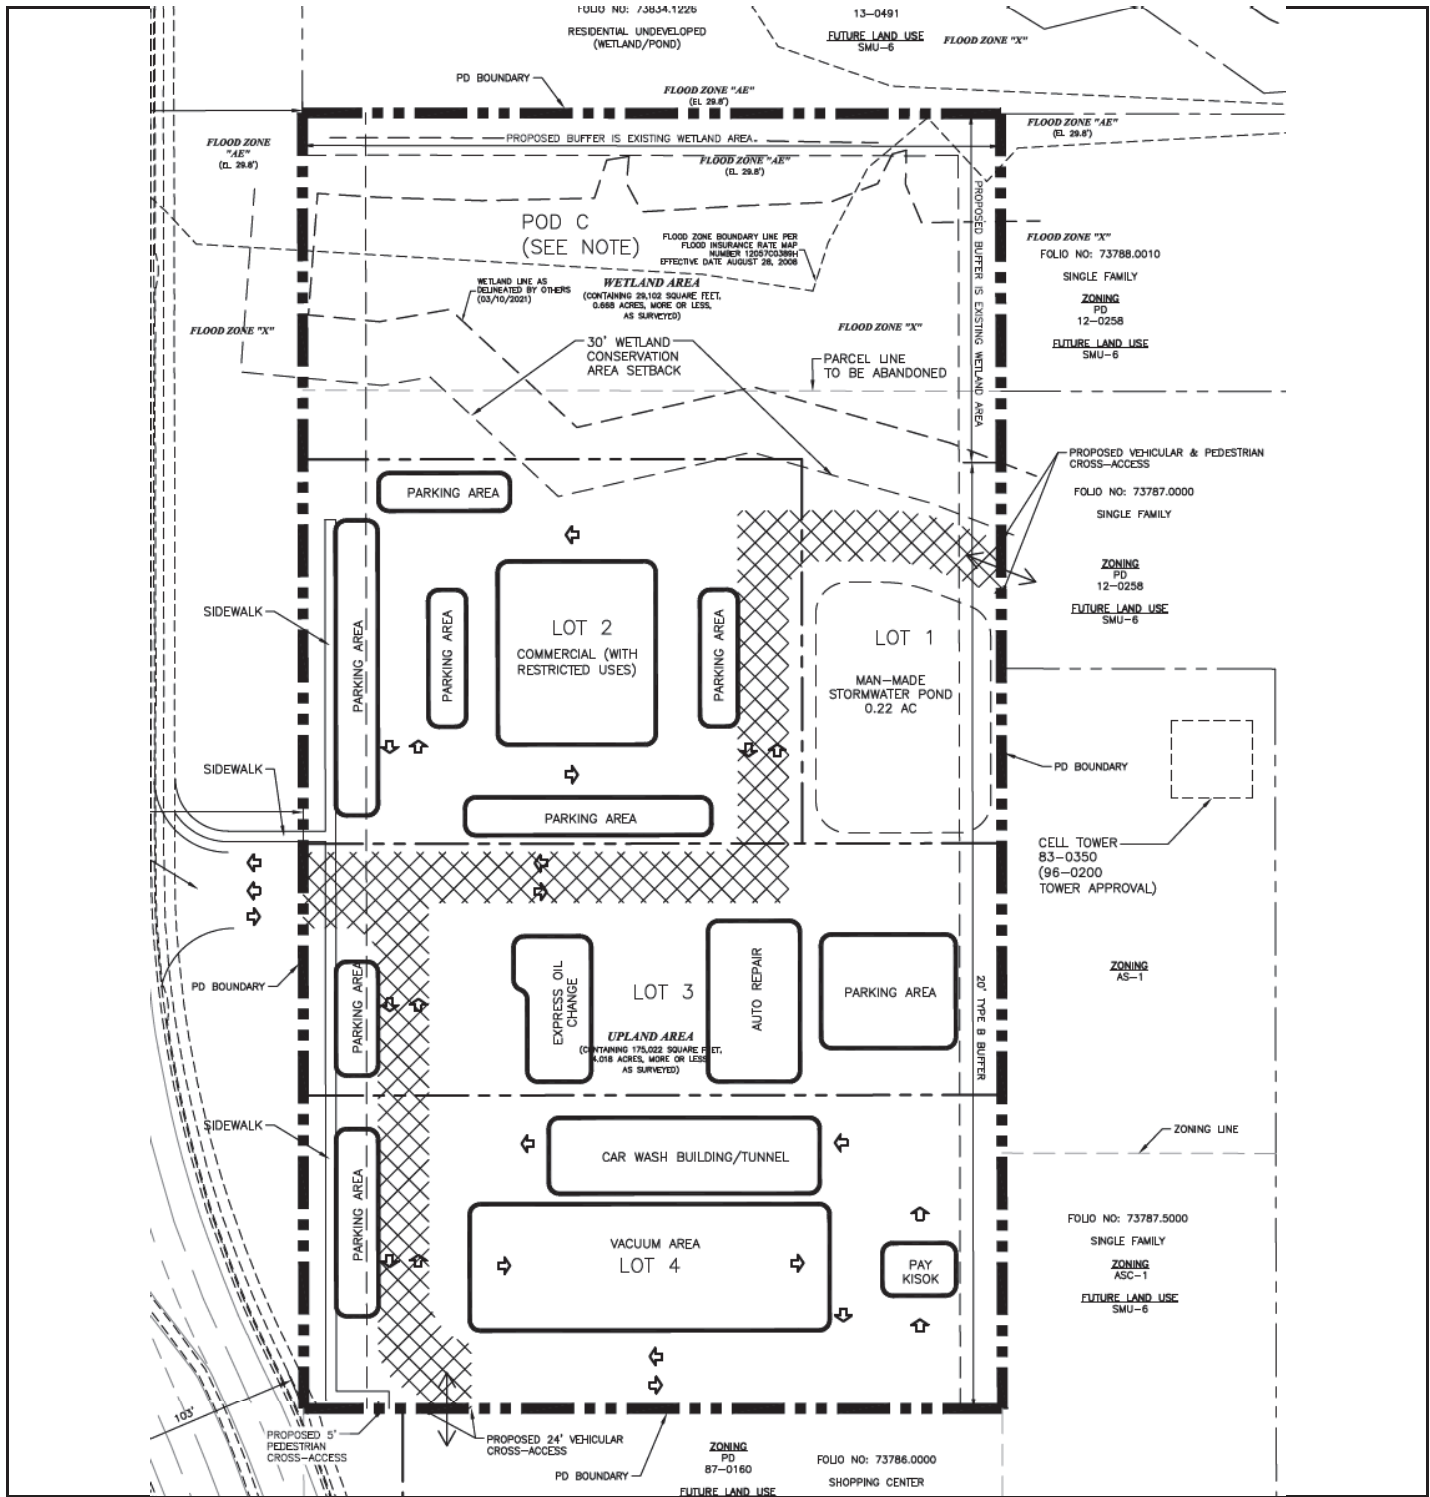 FOLIO NO: 73834.1226
RESIDENTIAL UNDEVELOPED
(WETLAND/POND)
13-0491
FUTURE LAND USE
SMU-6
FLOOD ZONE "X"
PD BOUNDARY
FLOOD ZONE "AE"
(EL 29.8')
FLOOD ZONE "AE"
(EL 29.8')
FLOOD ZONE
"AE"
(EL 29.8')
PROPOSED BUFFER IS EXISTING WETLAND AREA.
FLOOD ZONE "AE"
(EL 29.8')
POD C
(SEE NOTE)
FLOOD ZONE BOUNDARY LINE PER
FLOOD INSURANCE RATE MAP
NUMBER 12057C0389H
EFFECTIVE DATE AUGUST 28, 2008
PROPOSED BUFFER IS EXISTING WETLAND AREA
FLOOD ZONE "X"
FOLIO NO: 73788.0010
SINGLE FAMILY
ZONING
PD
12-0258
FUTURE LAND USE
SMU-6
WETLAND LINE AS
DELINEATED BY OTHERS
(03/10/2021)
WETLAND AREA
(CONTAINING 29,102 SQUARE FEET,
0.668 ACRES, MORE OR LESS,
AS SURVEYED)
FLOOD ZONE "X"
FLOOD ZONE "X"
30' WETLAND
CONSERVATION
AREA SETBACK
PARCEL LINE
TO BE ABANDONED
PROPOSED VEHICULAR & PEDESTRIAN
CROSS-ACCESS
FOLIO NO: 73787.0000
SINGLE FAMILY
ZONING
PD
12-0258
FUTURE LAND USE
SMU-6
PARKING AREA
SIDEWALK
PARKING AREA
PARKING AREA
LOT 2
COMMERCIAL (WITH
RESTRICTED USES)
PARKING AREA
LOT 1
MAN-MADE
STORMWATER POND
0.22 AC
SIDEWALK
PARKING AREA
PD BOUNDARY
CELL TOWER
83-0350
(96-0200
TOWER APPROVAL)
ZONING
AS-1
PD BOUNDARY
PARKING AREA
EXPRESS OIL
CHANGE
LOT 3
UPLAND AREA
(CONTAINING 175,022 SQUARE FEET,
4.018 ACRES, MORE OR LESS
AS SURVEYED)
AUTO REPAIR
PARKING AREA
20' TYPE B BUFFER
SIDEWALK
PARKING AREA
CAR WASH BUILDING/TUNNEL
VACUUM AREA
LOT 4
PAY
KISOK
ZONING LINE
FOLIO NO: 73787.5000
SINGLE FAMILY
ZONING
ASC-1
FUTURE LAND USE
SMU-6
103'
PROPOSED 5'
PEDESTRIAN
CROSS-ACCESS
PROPOSED 24' VEHICULAR
CROSS-ACCESS
PD BOUNDARY
ZONING
PD
87-0160
FUTURE LAND USE
FOLIO NO: 73786.0000
SHOPPING CENTER